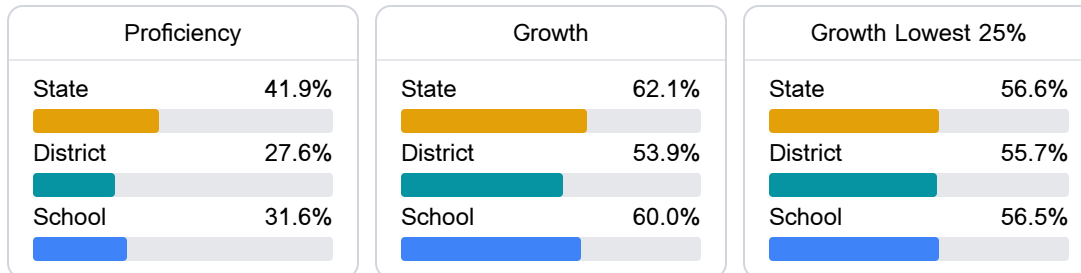 Proficiency
State 41.9%
District 27.6%
School 31.6%
Growth
State 62.1%
District 53.9%
School 60.0%
Growth Lowest 25%
State 56.6%
District 55.7%
School 56.5%